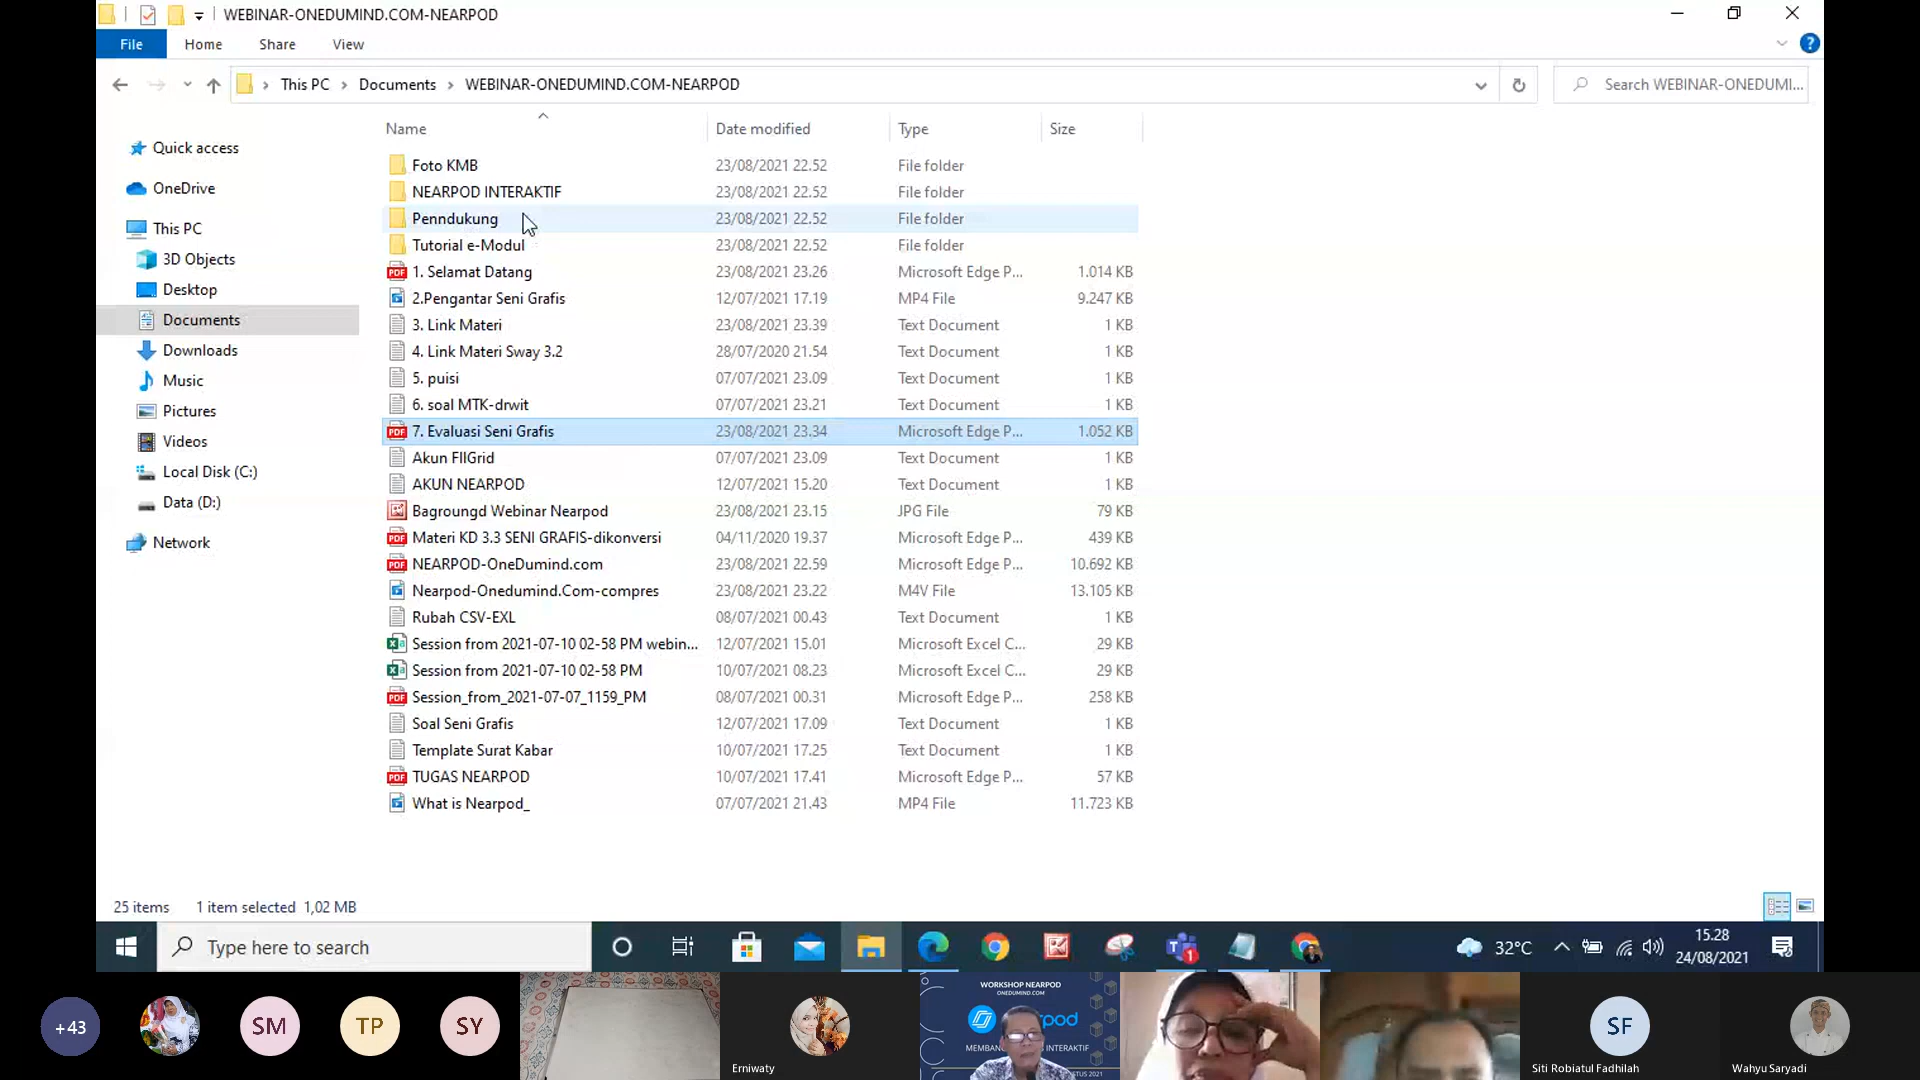 WEBINAR-ONEDUMIND.COM-NEARPOD
File Home Share View
This PC Documents WEBINAR-ONEDUMIND.COM-NEARPOD
Search WEBINAR-ONEDUMI...
Name Date modified Type Size
Quick access
OneDrive
This PC
3D Objects
Desktop
Documents
Downloads
Music
Pictures
Videos
Local Disk (C:)
Data (D:)
Network
Foto KMB 23/08/2021 22.52 File folder
NEARPOD INTERAKTIF 23/08/2021 22.52 File folder
Penndukung 23/08/2021 22.52 File folder
Tutorial e-Modul 23/08/2021 22.52 File folder
1. Selamat Datang 23/08/2021 23.26 Microsoft Edge P... 1.014 KB
2.Pengantar Seni Grafis 12/07/2021 17.19 MP4 File 9.247 KB
3. Link Materi 23/08/2021 23.39 Text Document 1 KB
4. Link Materi Sway 3.2 28/07/2020 21.54 Text Document 1 KB
5. puisi 07/07/2021 23.09 Text Document 1 KB
6. soal MTK-drwit 07/07/2021 23.21 Text Document 1 KB
7. Evaluasi Seni Grafis 23/08/2021 23.34 Microsoft Edge P... 1.052 KB
Akun FlIGrid 07/07/2021 23.09 Text Document 1 KB
AKUN NEARPOD 12/07/2021 15.20 Text Document 1 KB
Bagroungd Webinar Nearpod 23/08/2021 23.15 JPG File 79 KB
Materi KD 3.3 SENI GRAFIS-dikonversi 04/11/2020 19.37 Microsoft Edge P... 439 KB
NEARPOD-OneDumind.com 23/08/2021 22.59 Microsoft Edge P... 10.692 KB
Nearpod-Onedumind.Com-compres 23/08/2021 23.22 M4V File 13.105 KB
Rubah CSV-EXL 08/07/2021 00.43 Text Document 1 KB
Session from 2021-07-10 02-58 PM webin... 12/07/2021 15.01 Microsoft Excel C... 29 KB
Session from 2021-07-10 02-58 PM 10/07/2021 08.23 Microsoft Excel C... 29 KB
Session_from_2021-07-07_1159_PM 08/07/2021 00.31 Microsoft Edge P... 258 KB
Soal Seni Grafis 12/07/2021 17.09 Text Document 1 KB
Template Surat Kabar 10/07/2021 17.25 Text Document 1 KB
TUGAS NEARPOD 10/07/2021 17.41 Microsoft Edge P... 57 KB
What is Nearpod_ 07/07/2021 21.43 MP4 File 11.723 KB
25 items 1 item selected 1,02 MB
Type here to search
1
32°C
15.28
24/08/2021
+43
SM
TP
SY
Erniwaty
WORKSHOP NEARPOD
ONEDUMIND.COM
SF
Siti Robiatul Fadhilah
Wahyu Saryadi